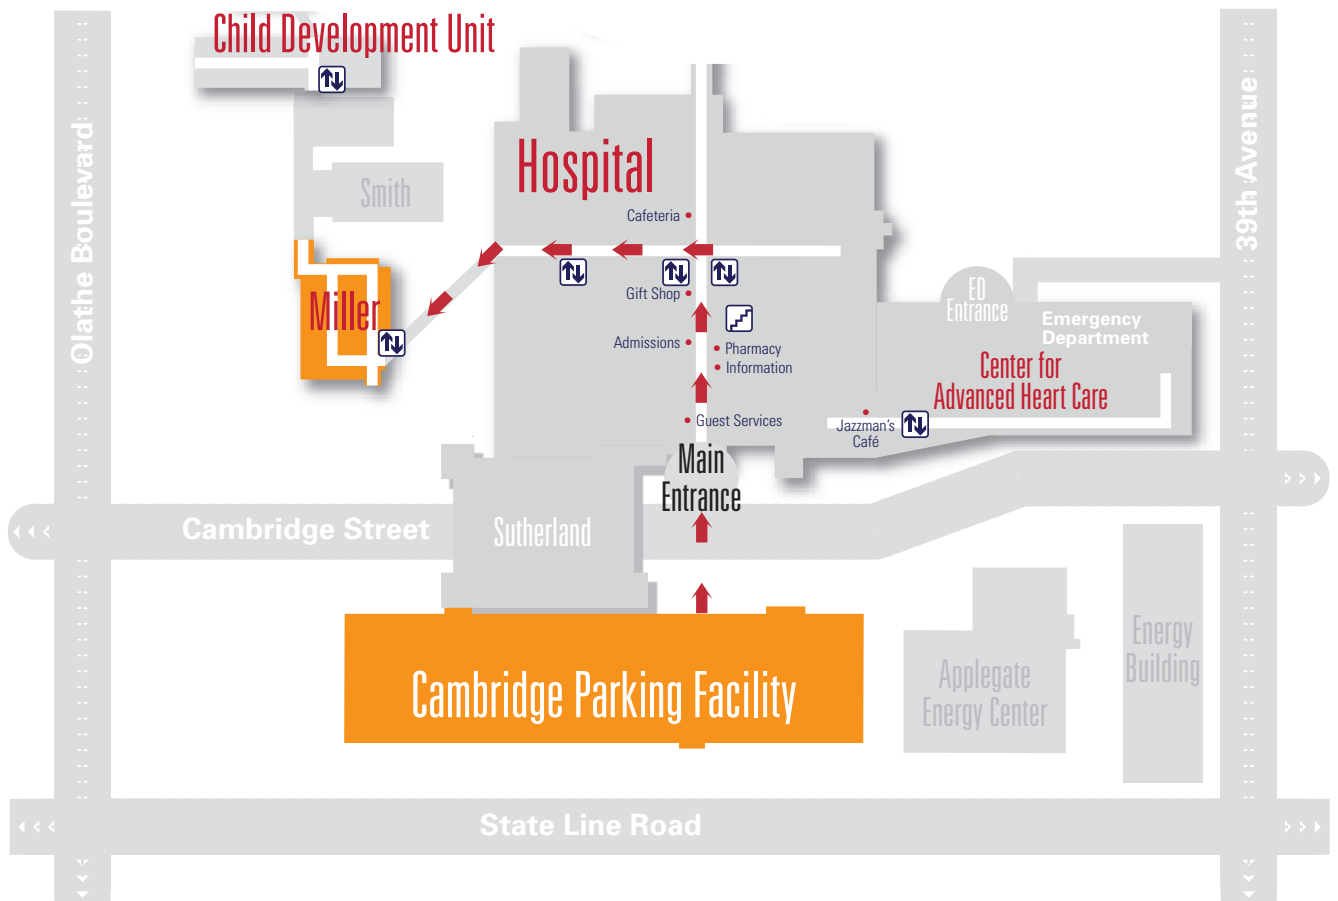 Child Development Unit
Olathe Boulevard
39th Avenue
Hospital
Smith
Cafeteria
Miller
Gift Shop
ED
Entrance
Emergency
Department
Admissions
Pharmacy
Information
Center for
Advanced Heart Care
Guest Services
Jazzman's
Café
Main
Entrance
Cambridge Street
Sutherland
Cambridge Parking Facility
Applegate
Energy Center
Energy
Building
State Line Road